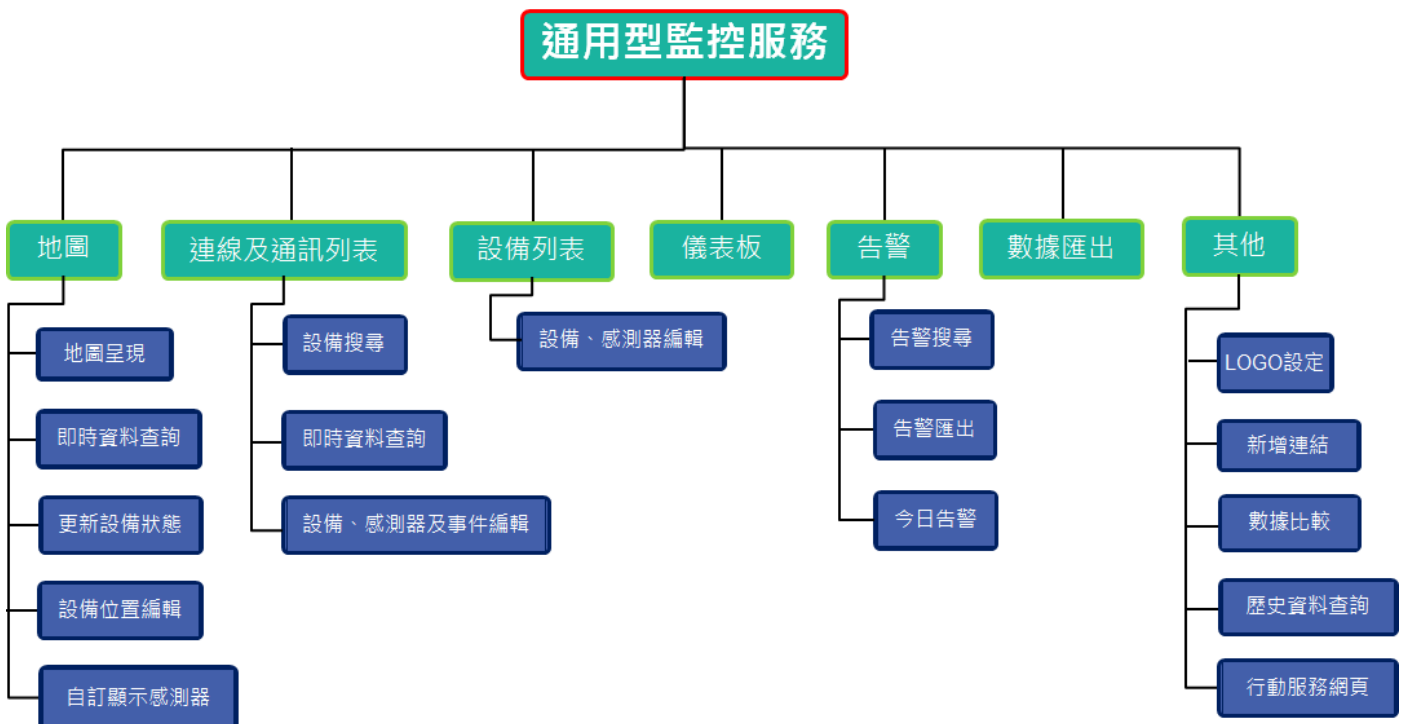 通用型監控服務
地圖
連線及通訊列表
設備列表
儀表板
告警
數據匯出
其他
地圖呈現
即時資料查詢
更新設備狀態
設備位置編輯
自訂顯示感測器
設備搜尋
即時資料查詢
設備、感測器及事件編輯
設備、感測器編輯
告警搜尋
告警匯出
今日告警
LOGO設定
新增連結
數據比較
歷史資料查詢
行動服務網頁